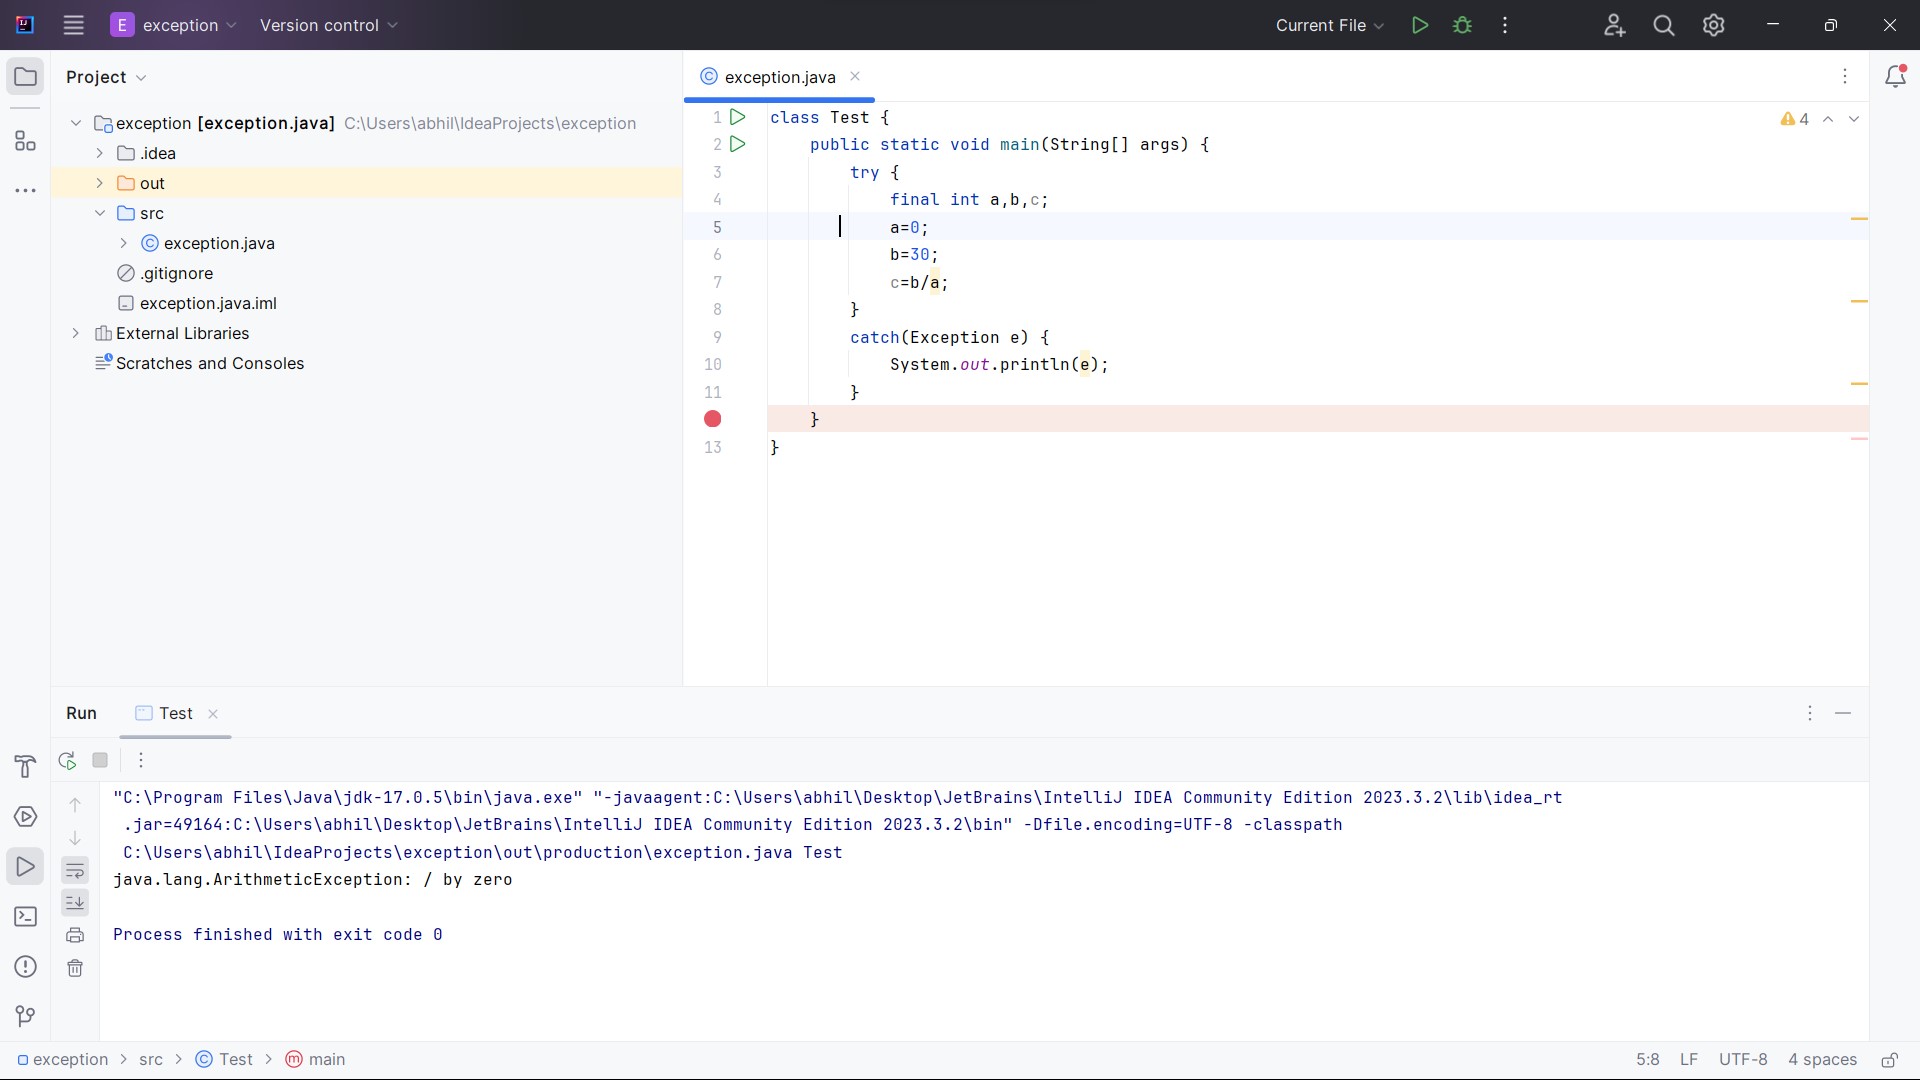 E exception Version control Current File
Project
exception [exception.java] C:\Users\abhil\IdeaProjects\exception
.idea
out
src
exception.java
.gitignore
exception.java.iml
External Libraries
Scratches and Consoles
exception.java
4
1 class Test {
2 public static void main(String[] args) {
3 try {
4 final int a,b,c;
5 a=0;
6 b=30;
7 c=b/a;
8 }
9 catch(Exception e) {
10 System.out.println(e);
11 }
}
13 }
Run Test
"C:\Program Files\Java\jdk-17.0.5\bin\java.exe" "-javaagent:C:\Users\abhil\Desktop\JetBrains\IntelliJ IDEA Community Edition 2023.3.2\lib\idea_rt
.jar=49164:C:\Users\abhil\Desktop\JetBrains\IntelliJ IDEA Community Edition 2023.3.2\bin" -Dfile.encoding=UTF-8 -classpath
C:\Users\abhil\IdeaProjects\exception\out\production\exception.java Test
java.lang.ArithmeticException: / by zero
Process finished with exit code 0
exception > src > Test > main 5:8 LF UTF-8 4 spaces